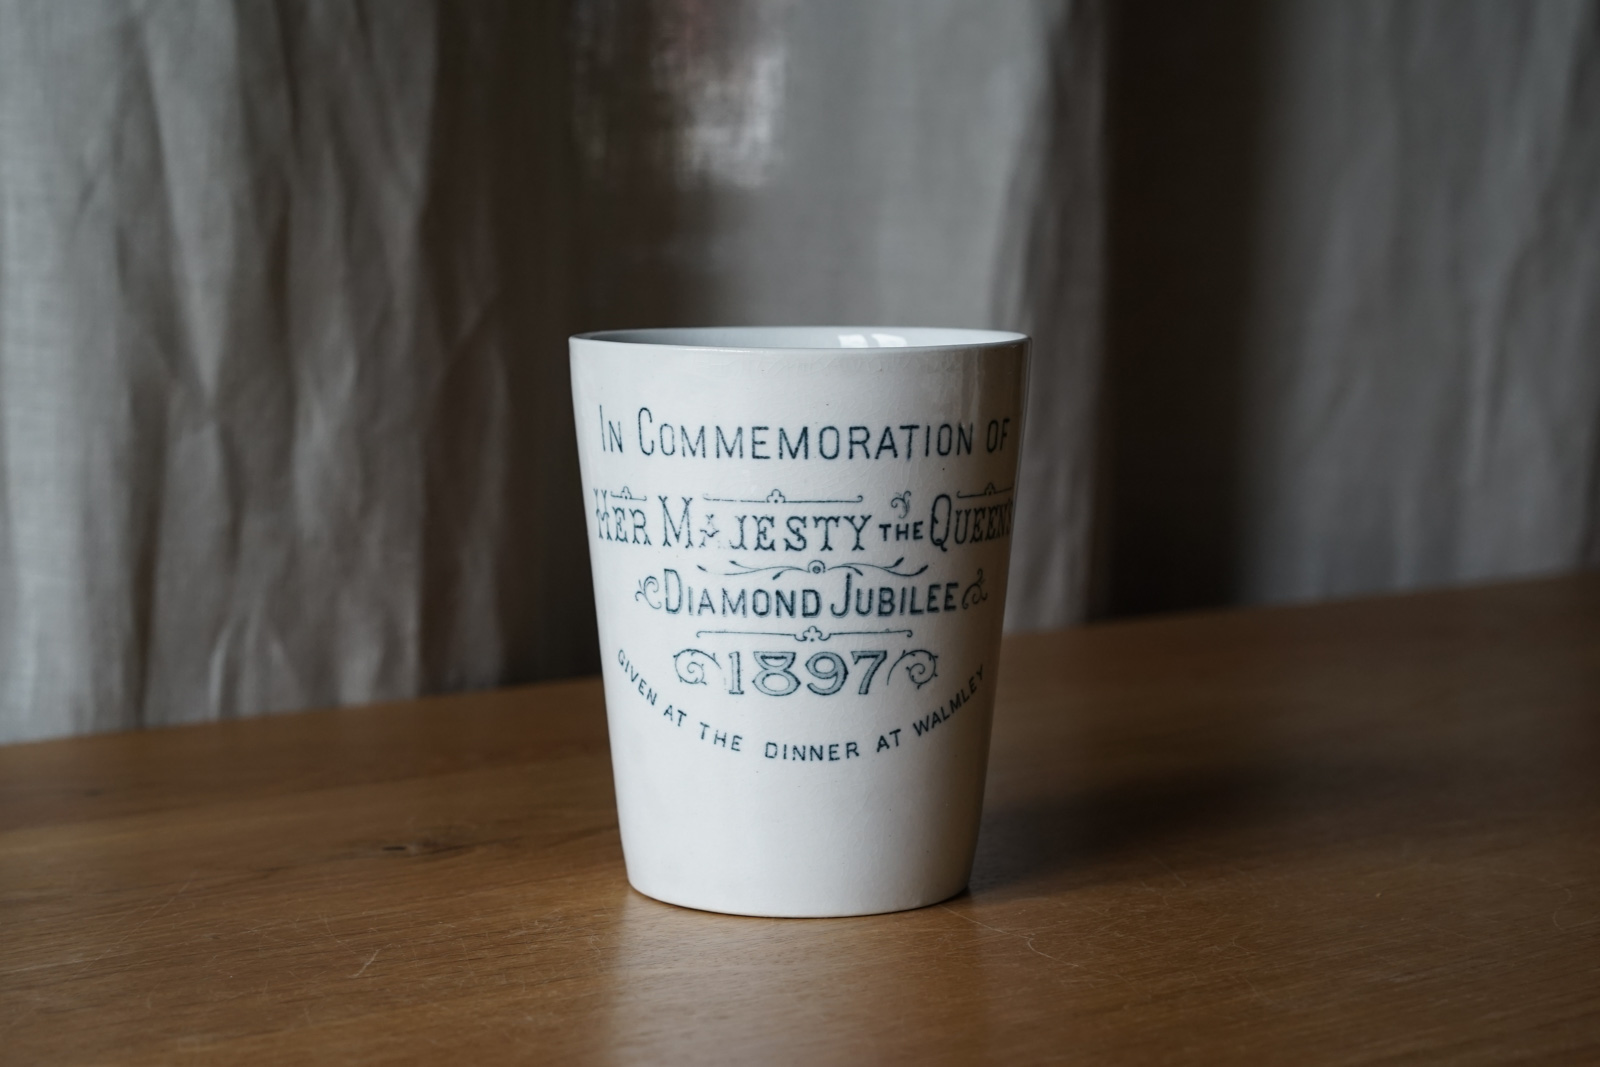 In Commemoration of
Her Majesty the Queen's
Diamond Jubilee
1897
GIVEN AT THE DINNER AT WALMLEY